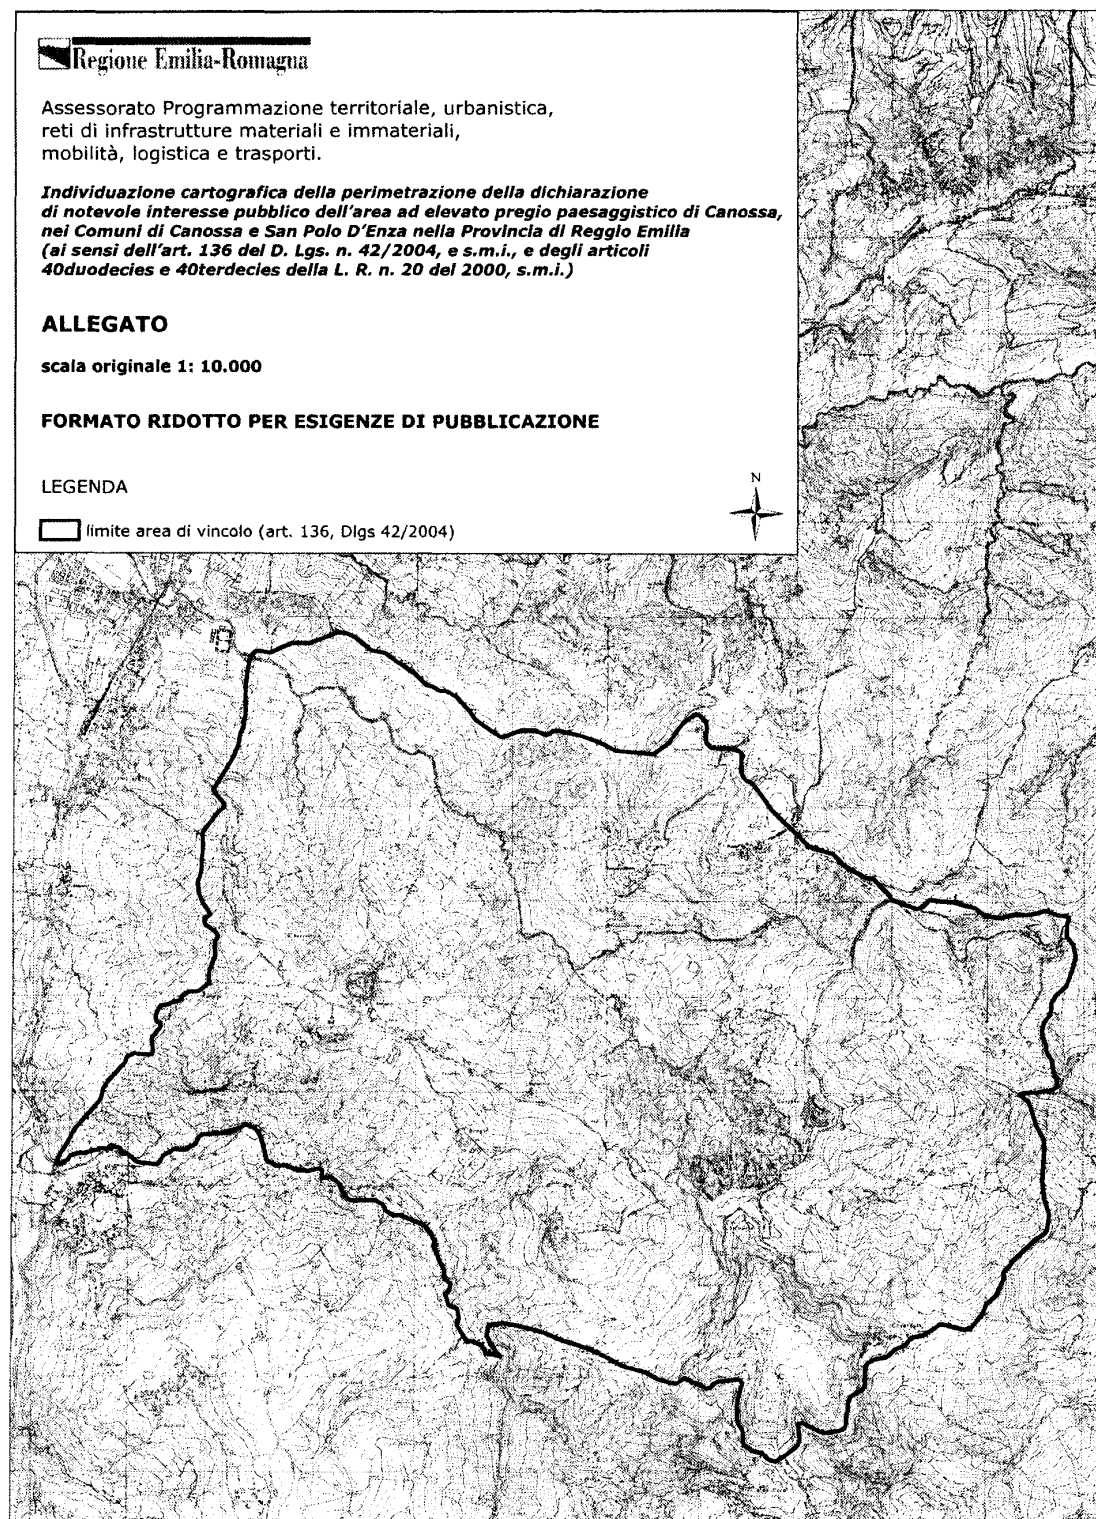 Regione Emilia-Romagna
Assessorato Programmazione territoriale, urbanistica,
reti di infrastrutture materiali e immateriali,
mobilità, logistica e trasporti.
Individuazione cartografica della perimetrazione della dichiarazione
di notevole interesse pubblico dell'area ad elevato pregio paesaggistico di Canossa,
nei Comuni di Canossa e San Polo D'Enza nella Provincia di Reggio Emilia
(ai sensi dell'art. 136 del D. Lgs. n. 42/2004, e s.m.i., e degli articoli
40duodecies e 40terdecies della L. R. n. 20 del 2000, s.m.i.)
ALLEGATO
scala originale 1: 10.000
FORMATO RIDOTTO PER ESIGENZE DI PUBBLICAZIONE
LEGENDA
N
limite area di vincolo (art. 136, Dlgs 42/2004)